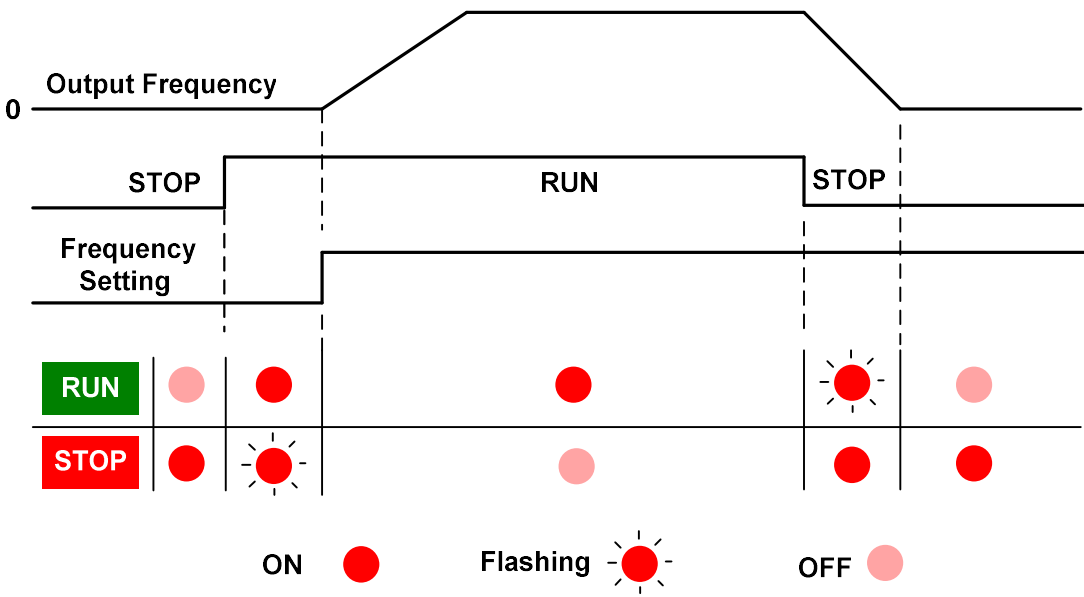 Output Frequency
0
STOP
RUN
STOP
Frequency
Setting
RUN
STOP
ON
Flashing
OFF